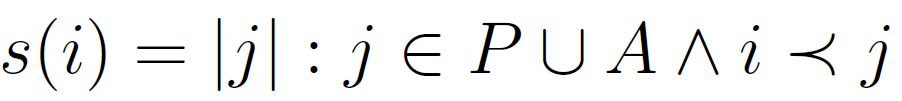 s(i) = |j| : j ∈ P ∪ A ∧ i ≺ j